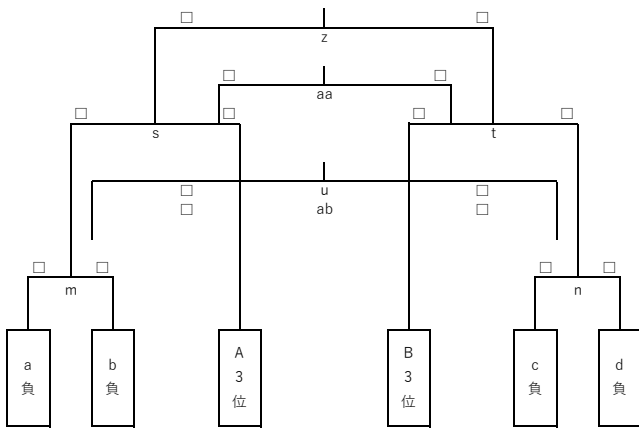 □ □
z
□ □
aa
□ □ □ □
s t
□ u □
□ ab □
□ □ □ □
m n
a b A B c d
負 負 3 3 負 負
位 位